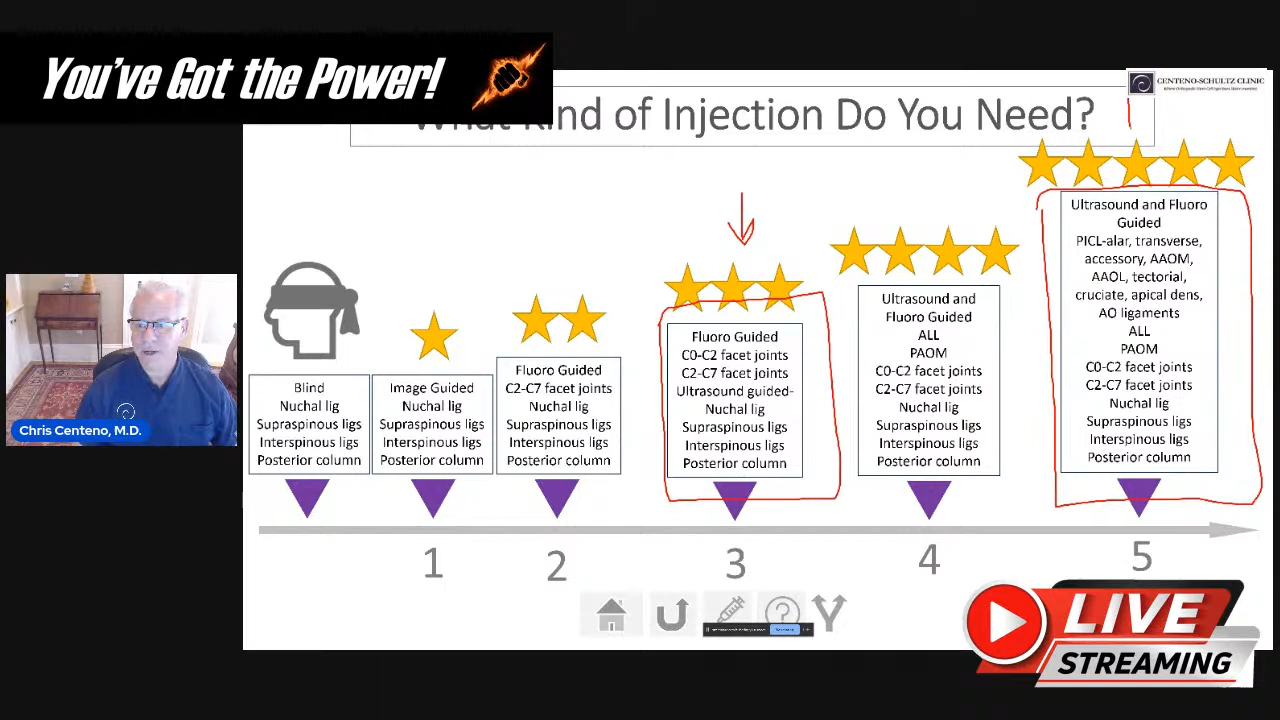 You've Got the Power!
CENTENO-SCHULTZ CLINIC
What Kind of Injection Do You Need?
Blind
Nuchal lig
Supraspinous ligs
Interspinous ligs
Posterior column
Image Guided
Nuchal lig
Supraspinous ligs
Interspinous ligs
Posterior column
Fluoro Guided
C2-C7 facet joints
Nuchal lig
Supraspinous ligs
Interspinous ligs
Posterior column
Fluoro Guided
C0-C2 facet joints
C2-C7 facet joints
Ultrasound guided-
Nuchal lig
Supraspinous ligs
Interspinous ligs
Posterior column
Ultrasound and
Fluoro Guided
ALL
PAOM
C0-C2 facet joints
C2-C7 facet joints
Nuchal lig
Supraspinous ligs
Interspinous ligs
Posterior column
Ultrasound and Fluoro
Guided
PICL-alar, transverse,
accessory, AAOM,
AAOL, tectorial,
cruciate, apical dens,
AO ligaments
ALL
PAOM
C0-C2 facet joints
C2-C7 facet joints
Nuchal lig
Supraspinous ligs
Interspinous ligs
Posterior column
Chris Centeno, M.D.
1
2
3
4
5
?
LIVE
STREAMING